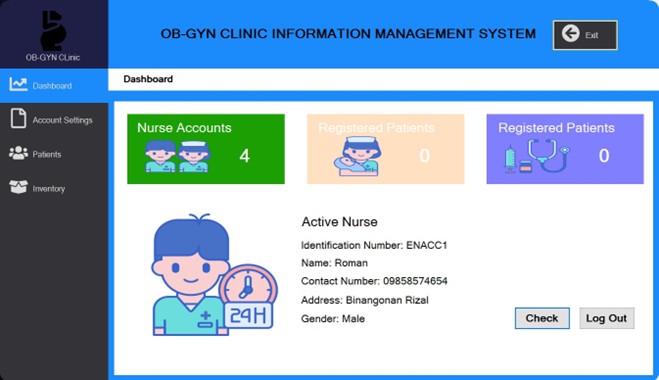 OB-GYN CLINIC INFORMATION MANAGEMENT SYSTEM
Exit
OB-GYN CLinic
Dashboard
Dashboard
Account Settings
Patients
Inventory
Nurse Accounts
4
Registered Patients
0
Registered Patients
0
24H
Active Nurse
Identification Number: ENACC1
Name: Roman
Contact Number: 09858574654
Address: Binangonan Rizal
Gender: Male
Check
Log Out